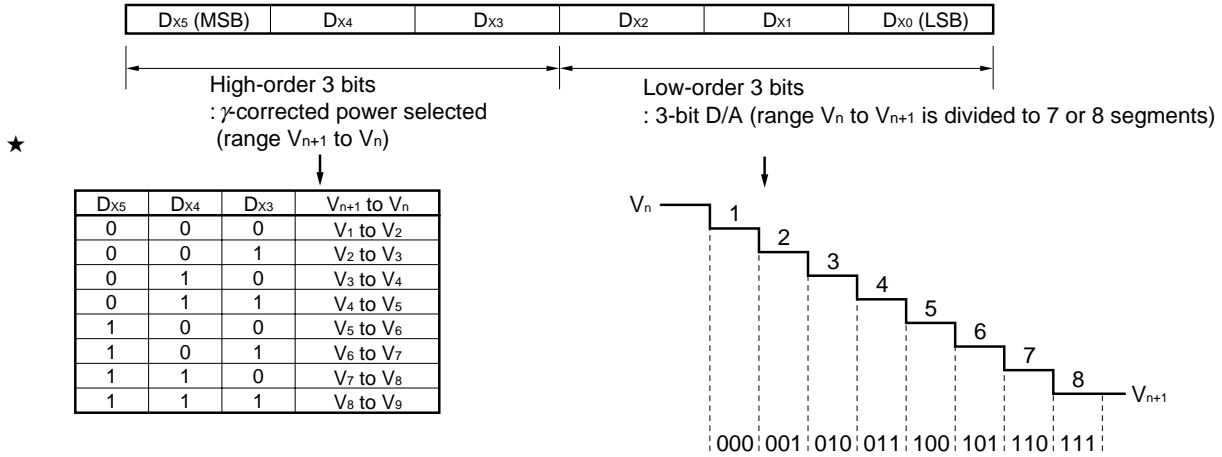 DX5 (MSB) DX4 DX3 DX2 DX1 DX0 (LSB)
High-order 3 bits
: γ-corrected power selected
(range Vn+1 to Vn)
Low-order 3 bits
: 3-bit D/A (range Vn to Vn+1 is divided to 7 or 8 segments)
★
DX5 DX4 DX3 Vn+1 to Vn
0 0 0 V1 to V2
0 0 1 V2 to V3
0 1 0 V3 to V4
0 1 1 V4 to V5
1 0 0 V5 to V6
1 0 1 V6 to V7
1 1 0 V7 to V8
1 1 1 V8 to V9
Vn
1
2
3
4
5
6
7
8
Vn+1
000 001 010 011 100 101 110 111